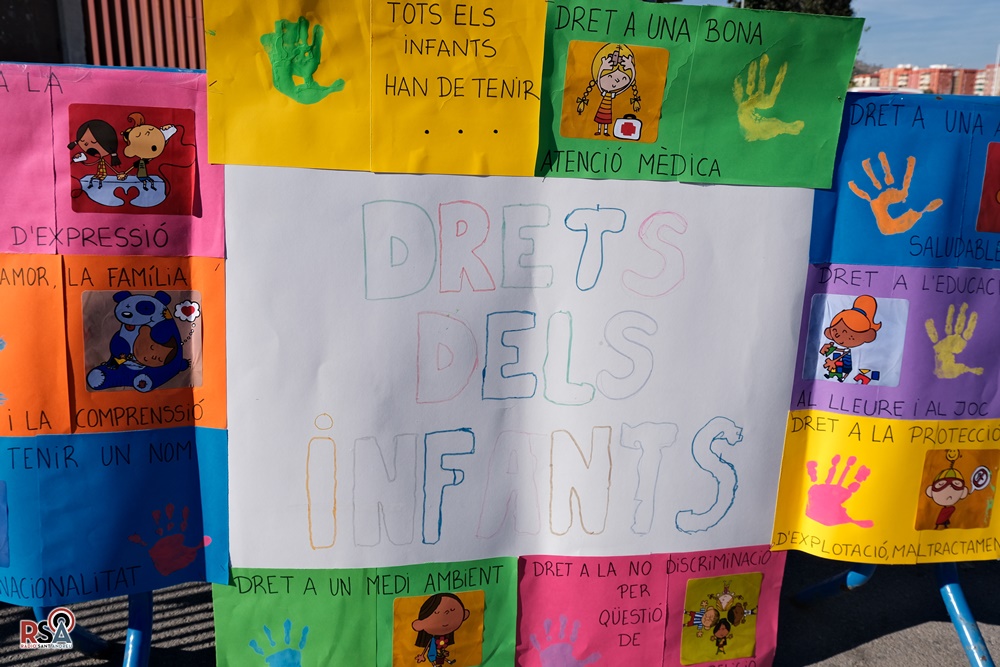 TOTS ELS
INFANTS
HAN DE TENIR
. . .
DRET A UNA BONA
ATENCIÓ MÈDICA
A LA
D'EXPRESSIÓ
AMOR, LA FAMÍLIA
I LA COMPRENSSIÓ
TENIR UN NOM
NACIONALITAT
DRETS
DELS
INFANTS
DRET A UNA
SALUDABLE
DRET A L'EDUCAC
AL LLEURE I AL JOC
DRET A LA PROTECCIÓ
D'EXPLOTACIÓ, MALTRACTAMEN
DRET A UN MEDI AMBIENT
DRET A LA NO DISCRIMINACIÓ
PER
QÜESTIÓ
DE
RSA